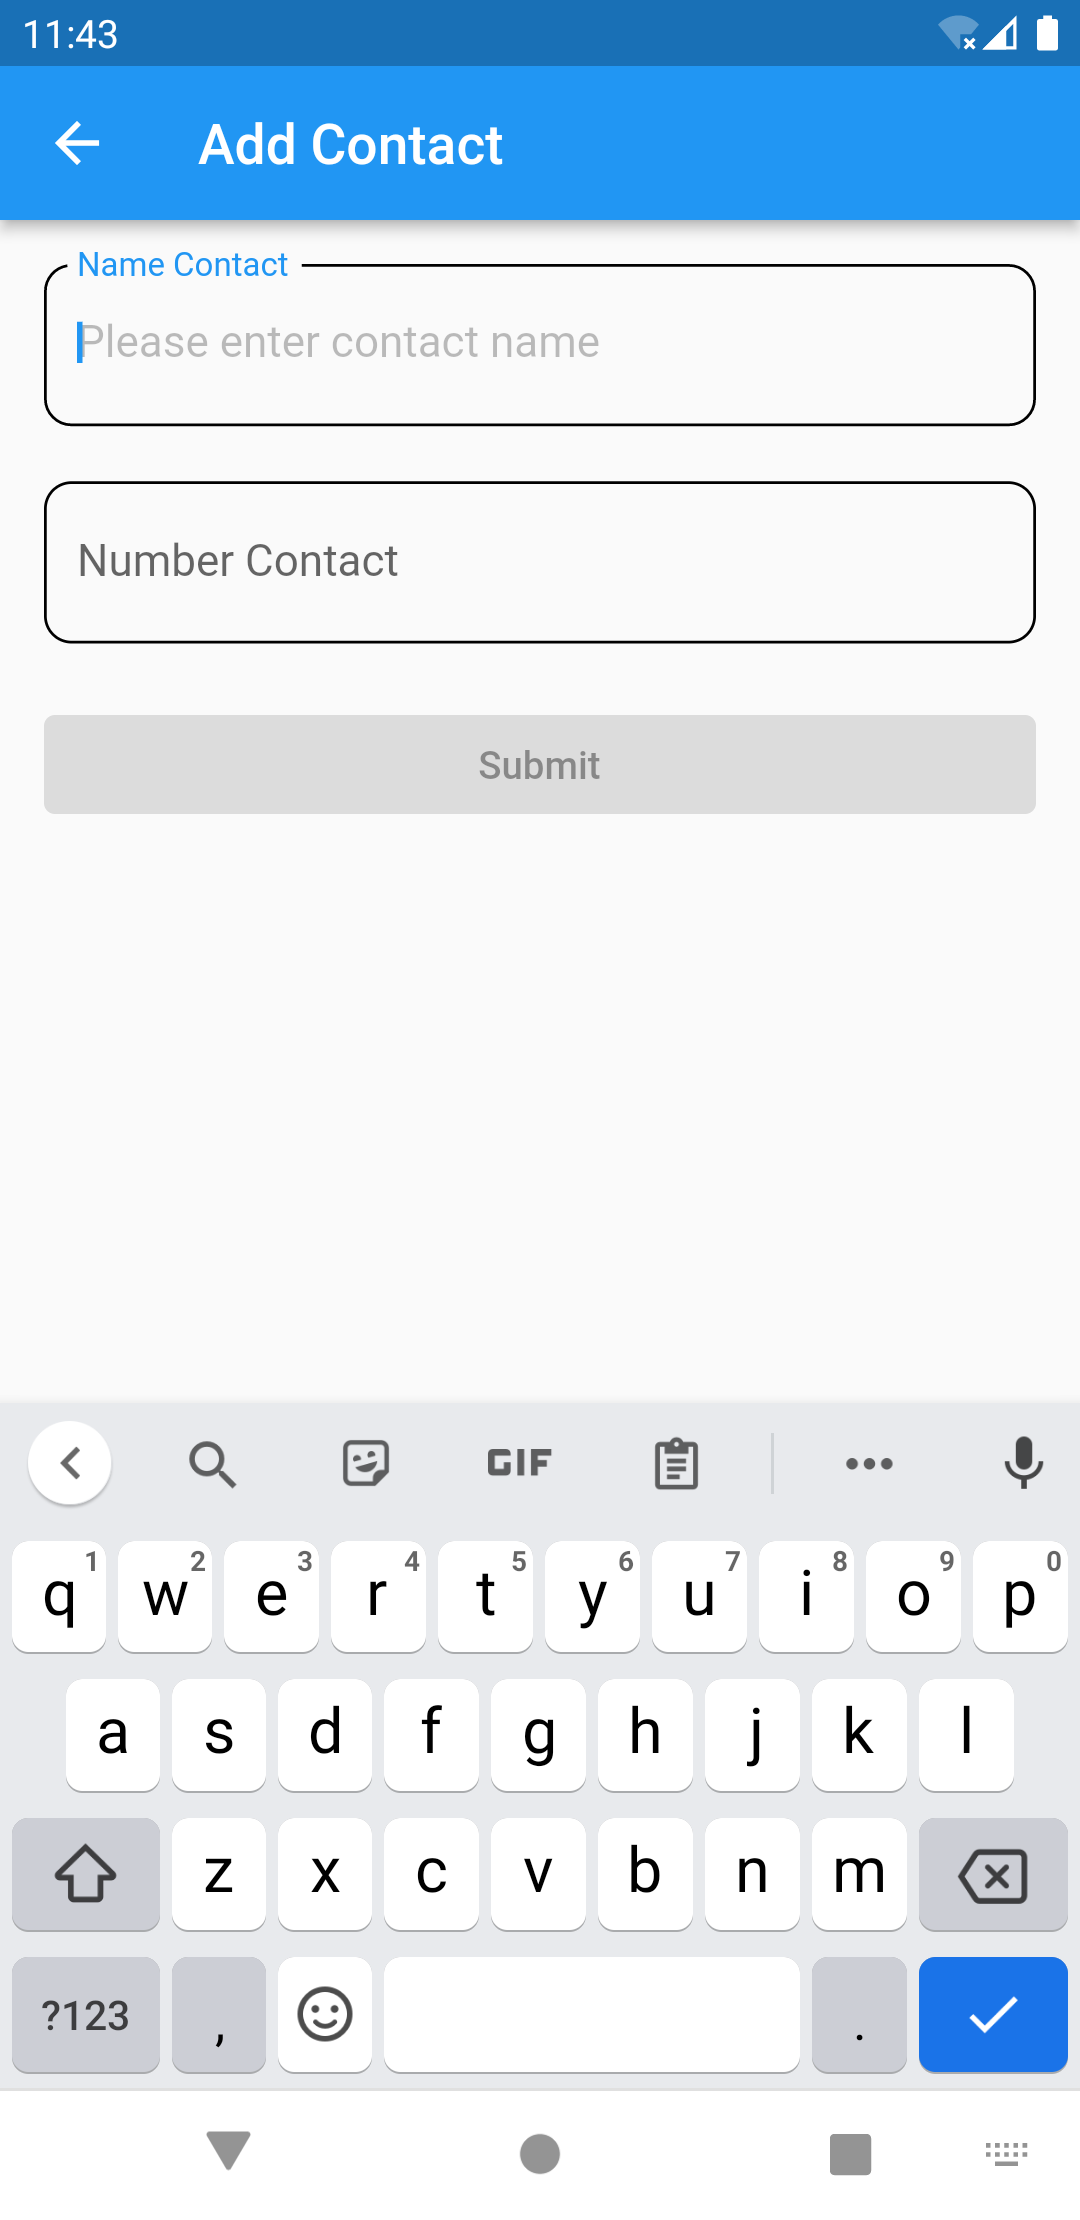 11:43
Add Contact
Name Contact
Please enter contact name
Number Contact
Submit
GIF
1 2 3 4 5 6 7 8 9 0
q w e r t y u i o p
a s d f g h j k l
z x c v b n m
?123 , .